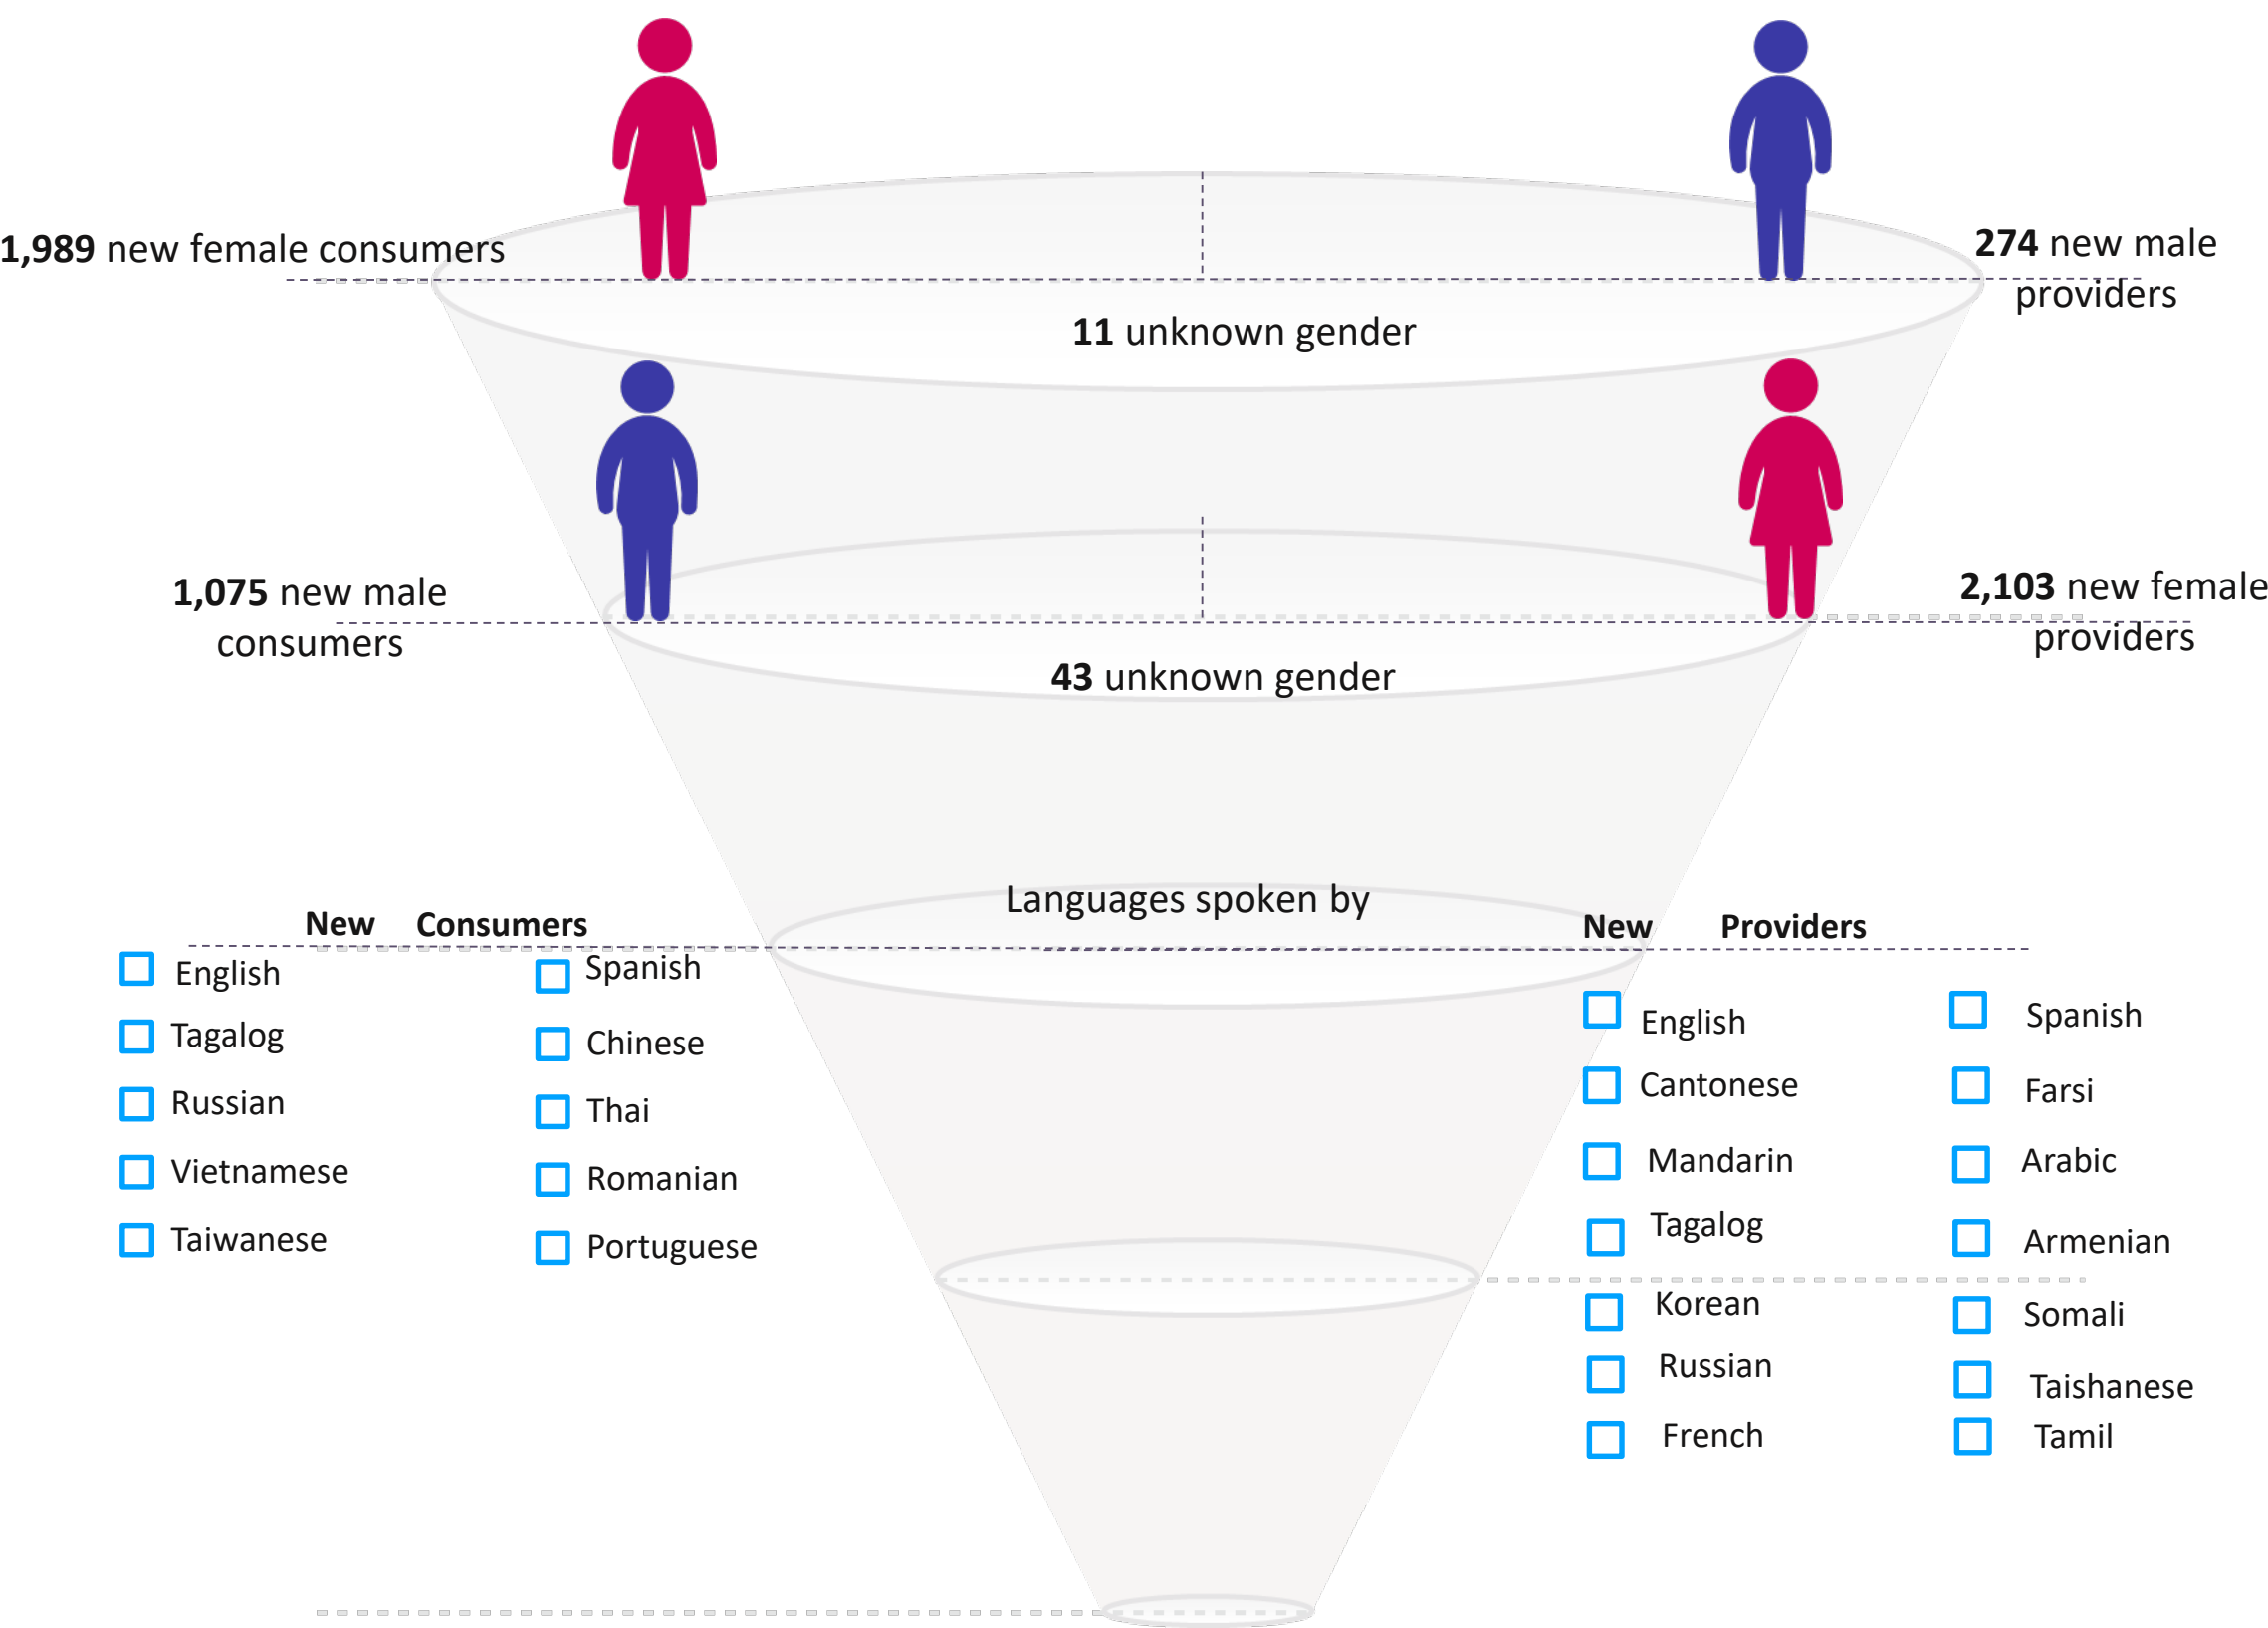 1,989 new female consumers
274 new male
providers
11 unknown gender
1,075 new male
consumers
2,103 new female
providers
43 unknown gender
Languages spoken by
New Consumers
English
Spanish
Tagalog
Chinese
Russian
Thai
Vietnamese
Romanian
Taiwanese
Portuguese
New Providers
English
Spanish
Cantonese
Farsi
Mandarin
Arabic
Tagalog
Armenian
Korean
Somali
Russian
Taishanese
French
Tamil